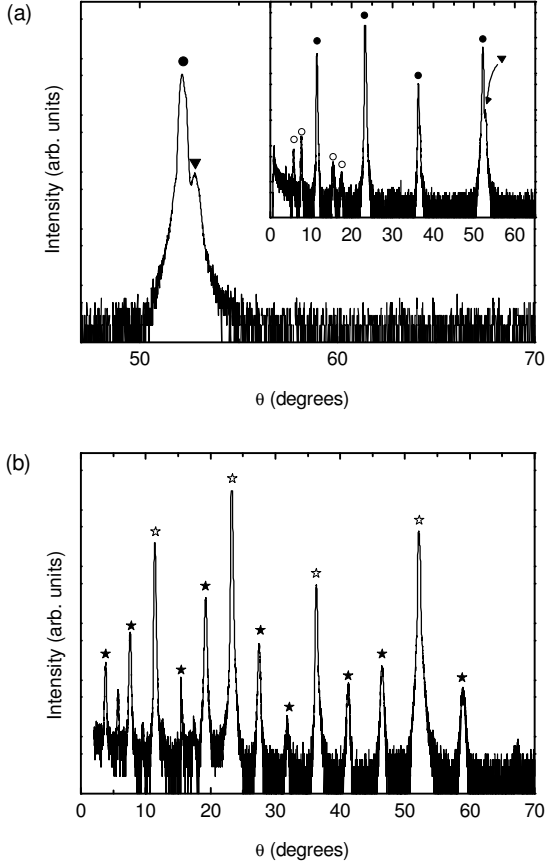 (a)
Intensity (arb. units)
0 10 20 30 40 50 60
50 60 70
θ (degrees)
(b)
Intensity (arb. units)
0 10 20 30 40 50 60 70
θ (degrees)